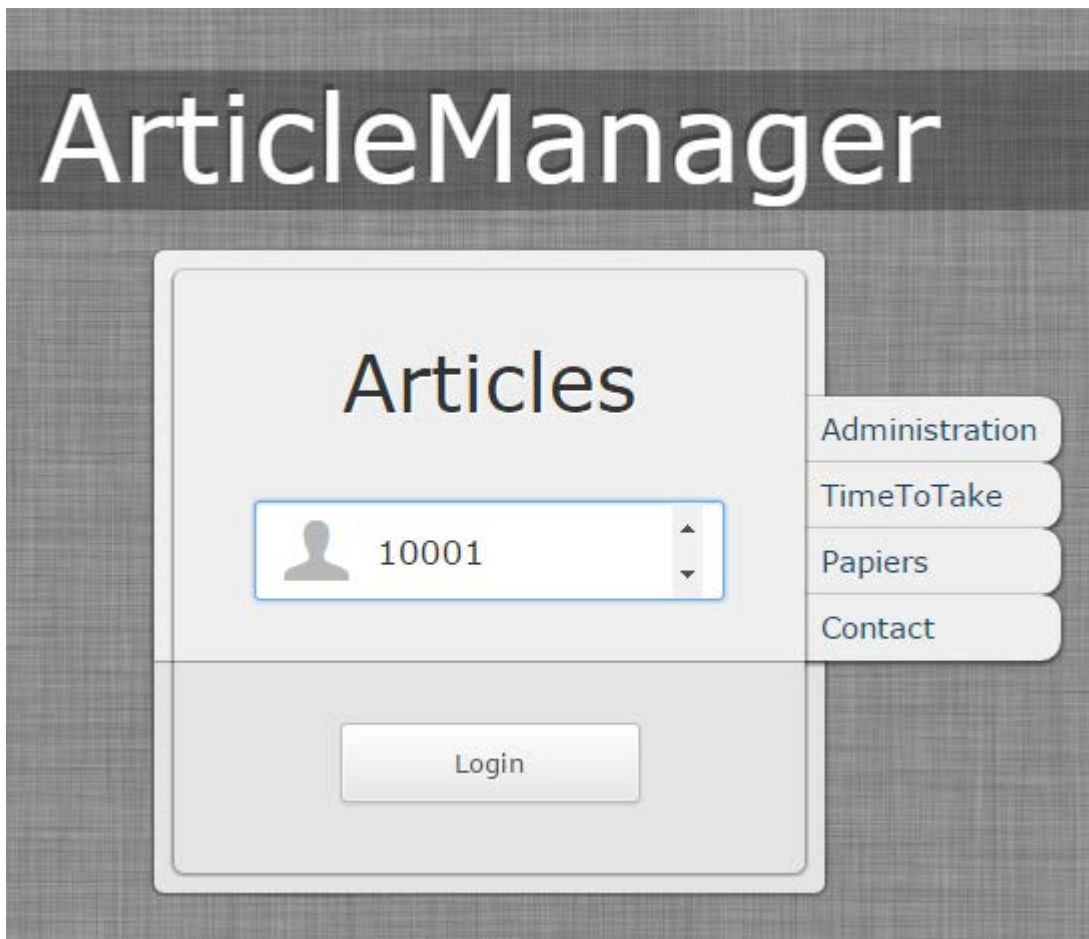 ArticleManager
Articles
10001
Administration
TimeToTake
Papiers
Contact
Login